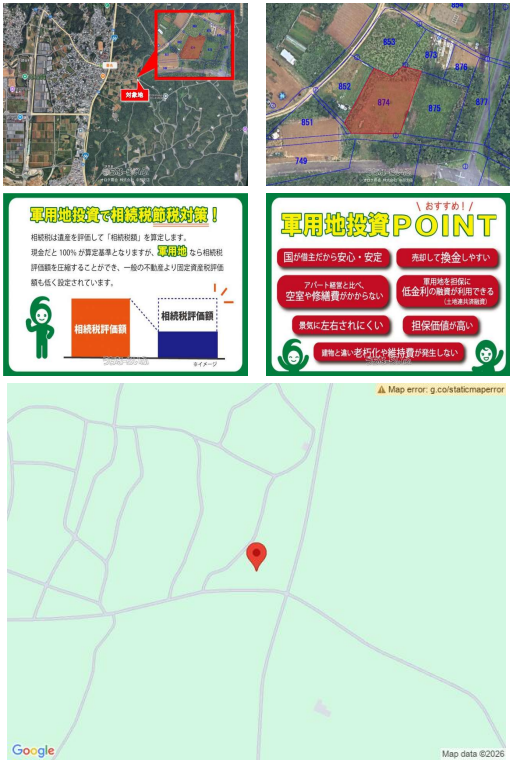 対象地
854
853
873
876
852
874
875
877
851
749
軍用地投資で相続税節税対策！
相続税は遺産を評価して「相続税額」を算定します。
現金だと100%が算定基準となりますが、軍用地なら相続税
評価額を圧縮することができ、一般の不動産より固定資産税評価
額も低く設定されています。
相続税評価額
相続税評価額
※イメージ
\ おすすめ！/
軍用地投資POINT
国が借主だから安心・安定
売却して換金しやすい
アパート経営と比べ、
空室や修繕費がかからない
軍用地を担保に
低金利の融資が利用できる
(土地連共済融資)
景気に左右されにくい
担保価値が高い
建物と違い老朽化や維持費が発生しない
Map error: g.co/staticmaperror
Google
Map data ©2026